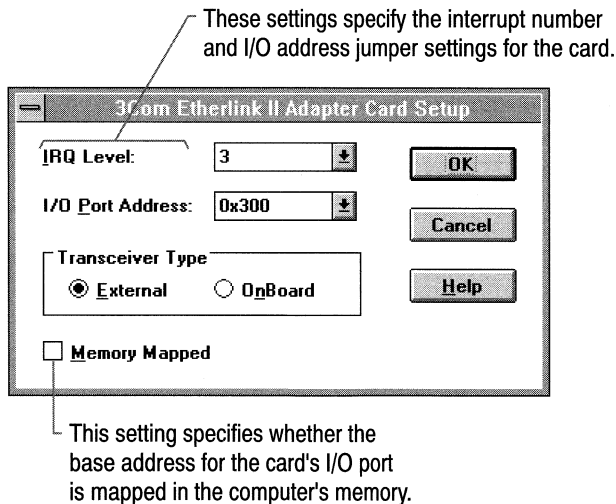 These settings specify the interrupt number
and I/O address jumper settings for the card.
3Com Etherlink II Adapter Card Setup
IRQ Level: 3 OK
I/O Port Address: 0x300 Cancel
Transceiver Type
External OnBoard Help
Memory Mapped
This setting specifies whether the
base address for the card's I/O port
is mapped in the computer's memory.